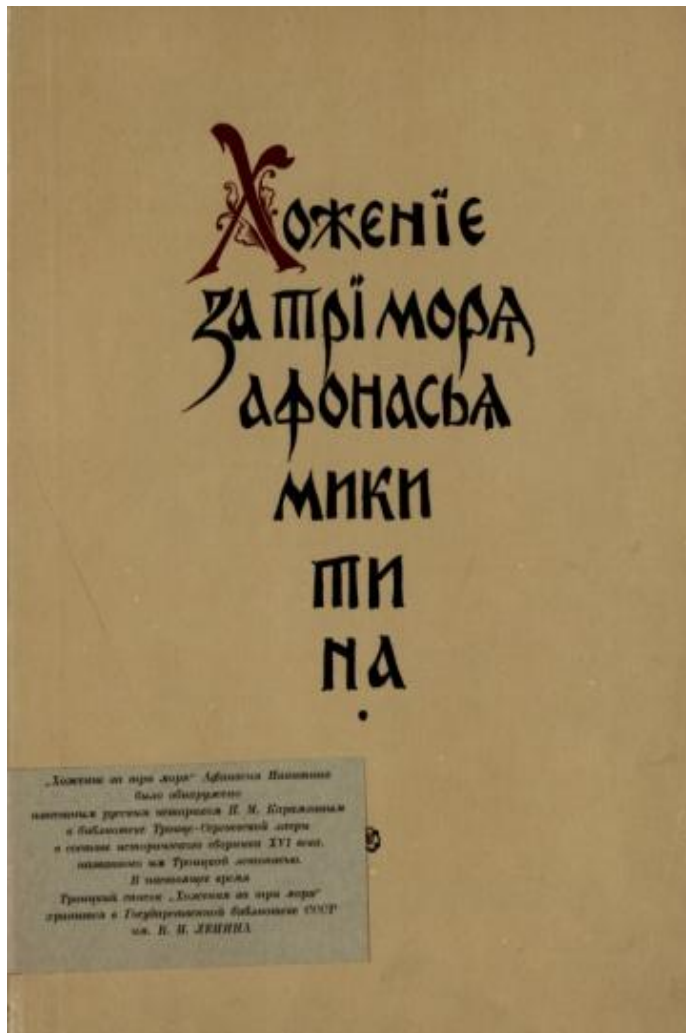 Хоженїе
за трї морѧ
афонасьѧ
мики
ти
на
.
„Хожение за три моря“ Афанасия Никитина
было обнаружено
известным русским историком Н. М. Карамзиным
в библиотеке Троице-Сергиевской лавры
в составе исторического сборника XVI века,
названного им Троицкой летописью.
В настоящее время
Троицкий список „Хожения за три моря“
хранится в Государственной библиотеке СССР
им. В. И. ЛЕНИНА